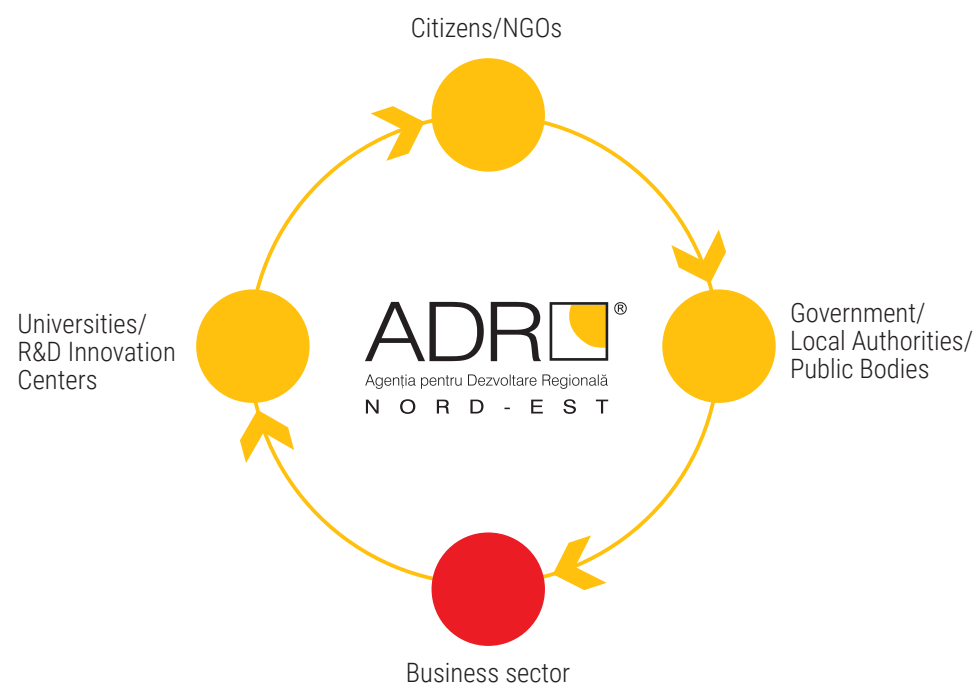 Citizens/NGOs
Universities/
R&D Innovation
Centers
ADR®
Agenția pentru Dezvoltare Regională
NORD-EST
Government/
Local Authorities/
Public Bodies
Business sector